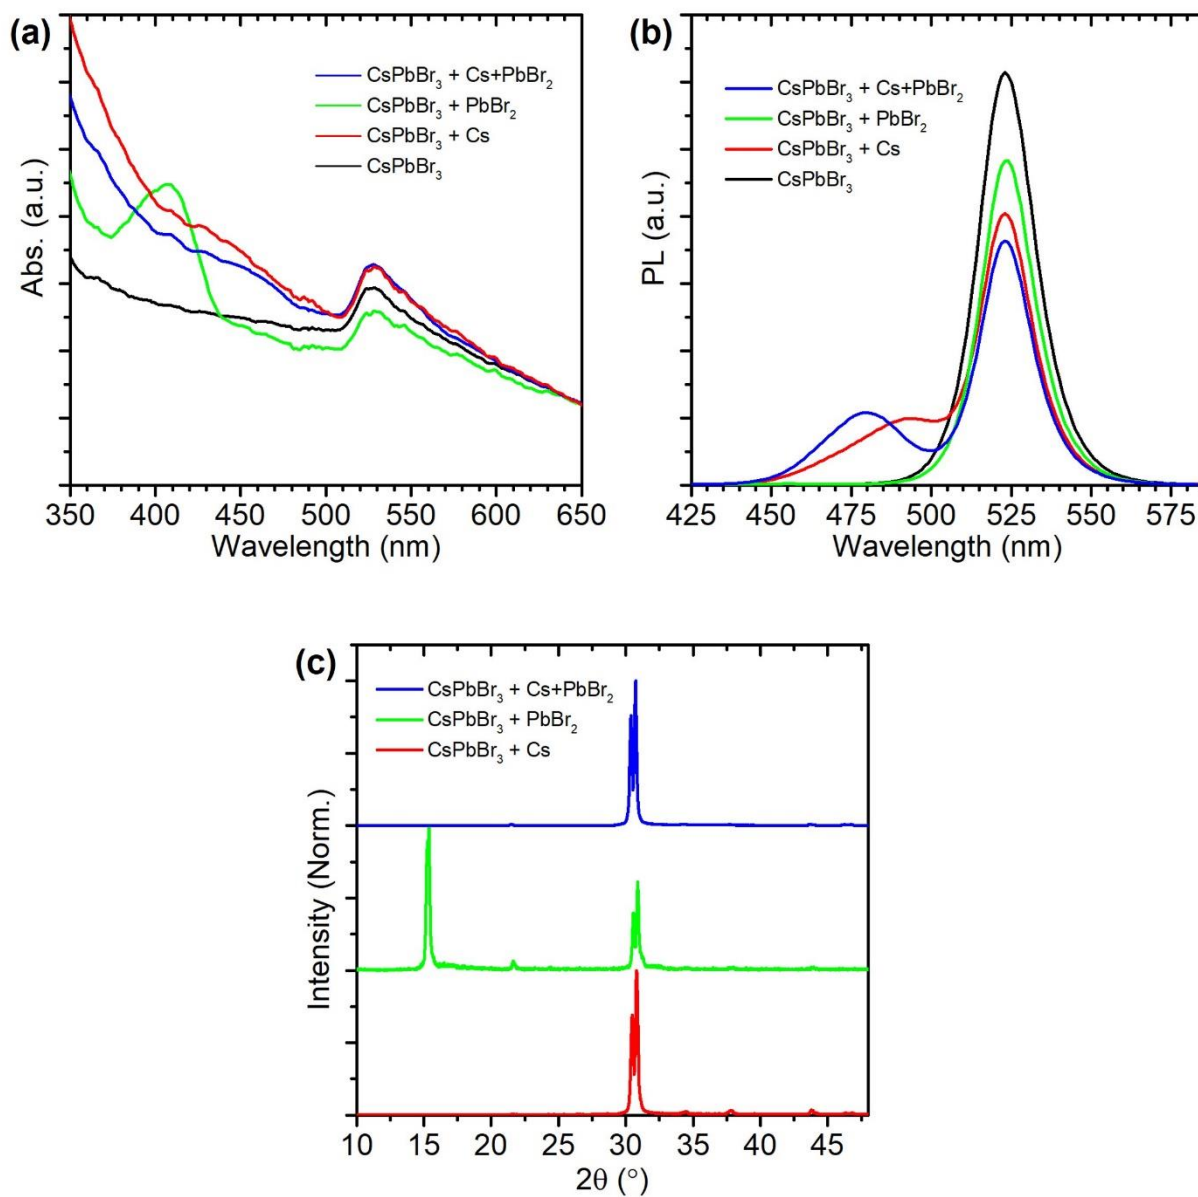 (a)
CsPbBr₃ + Cs+PbBr₂
CsPbBr₃ + PbBr₂
CsPbBr₃ + Cs
CsPbBr₃
Abs. (a.u.)
350 400 450 500 550 600 650
Wavelength (nm)
(b)
CsPbBr₃ + Cs+PbBr₂
CsPbBr₃ + PbBr₂
CsPbBr₃ + Cs
CsPbBr₃
PL (a.u.)
425 450 475 500 525 550 575
Wavelength (nm)
(c)
CsPbBr₃ + Cs+PbBr₂
CsPbBr₃ + PbBr₂
CsPbBr₃ + Cs
Intensity (Norm.)
10 15 20 25 30 35 40 45
2θ (°)